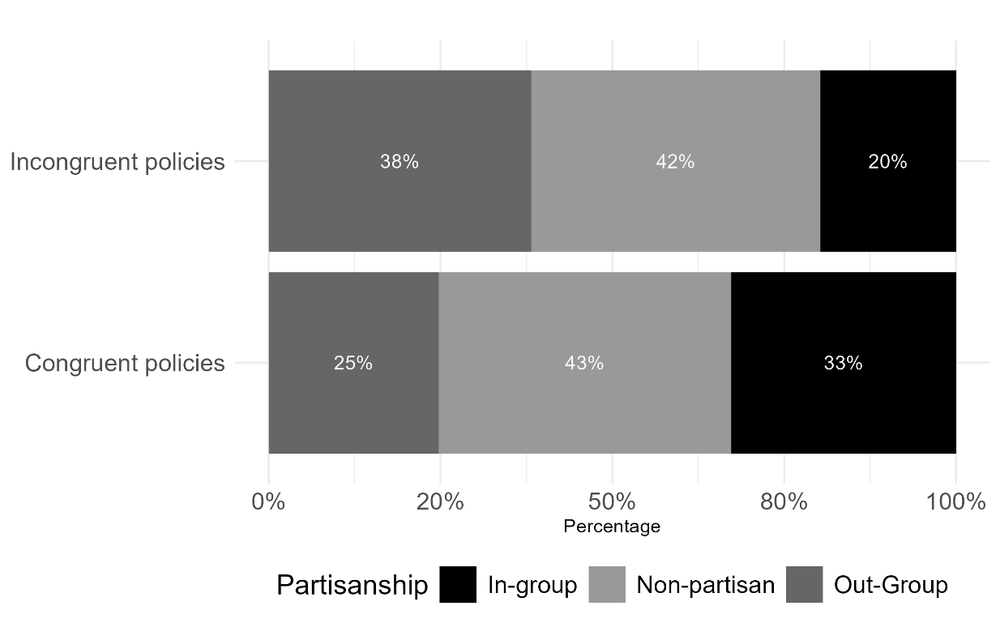 Incongruent policies
38% 42% 20%
Congruent policies
25% 43% 33%
0% 20% 50% 80% 100%
Percentage
Partisanship In-group Non-partisan Out-Group